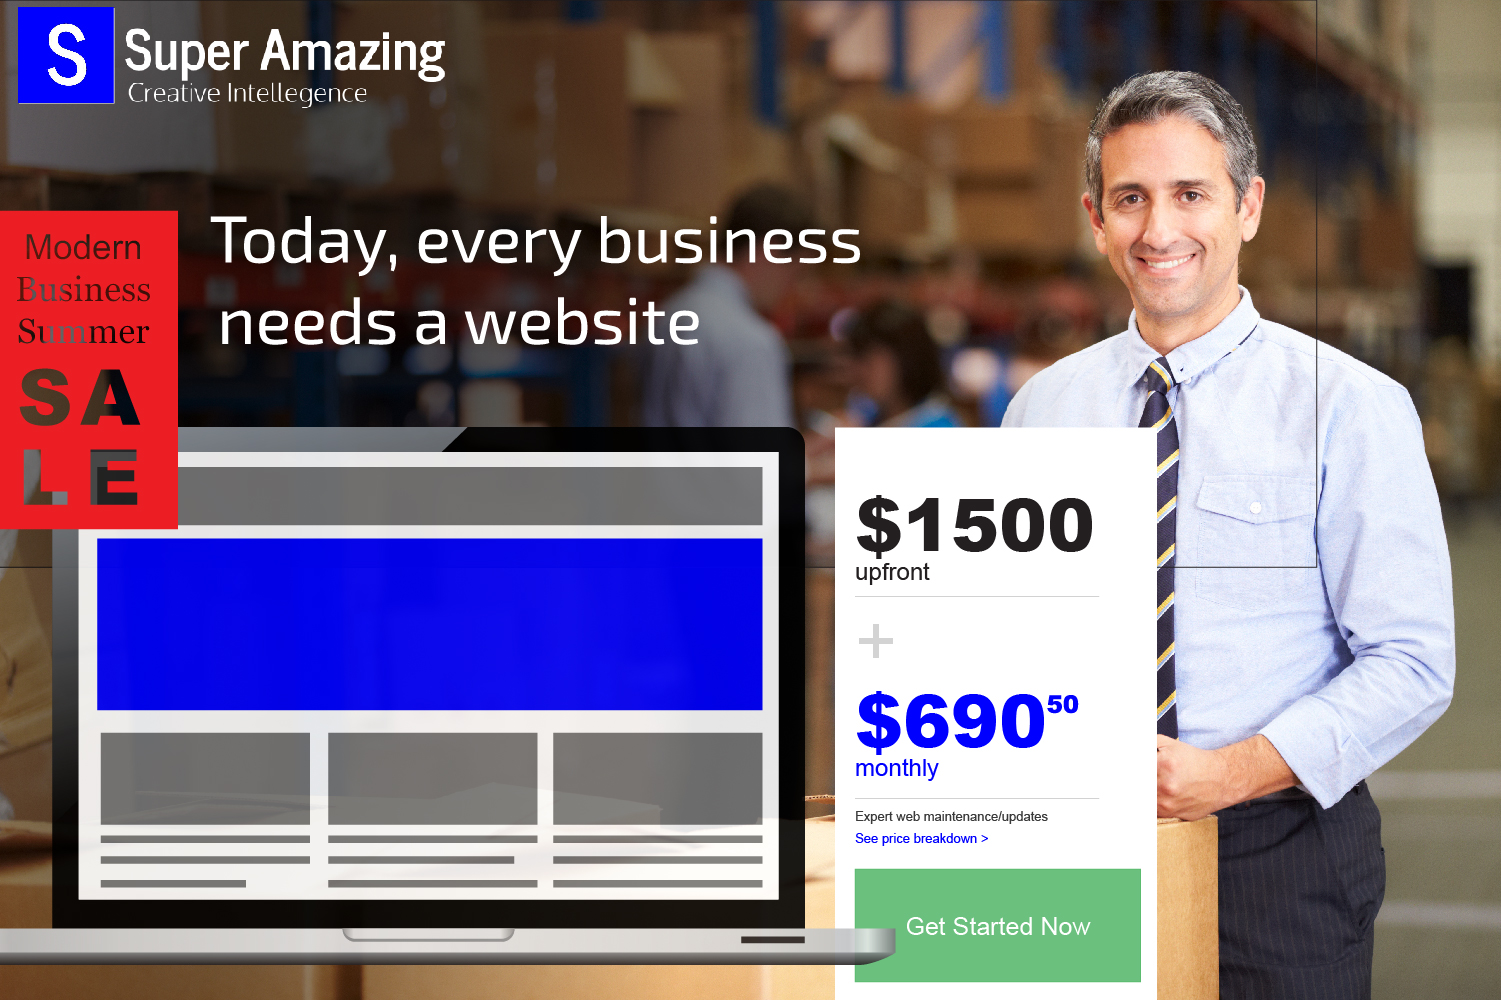 S
Super Amazing
Creative Intellegence
Today, every business
needs a website
Modern
Business
Summer
SA
LE
$1500
upfront
+
$690⁵⁰
monthly
Expert web maintenance/updates
See price breakdown >
Get Started Now